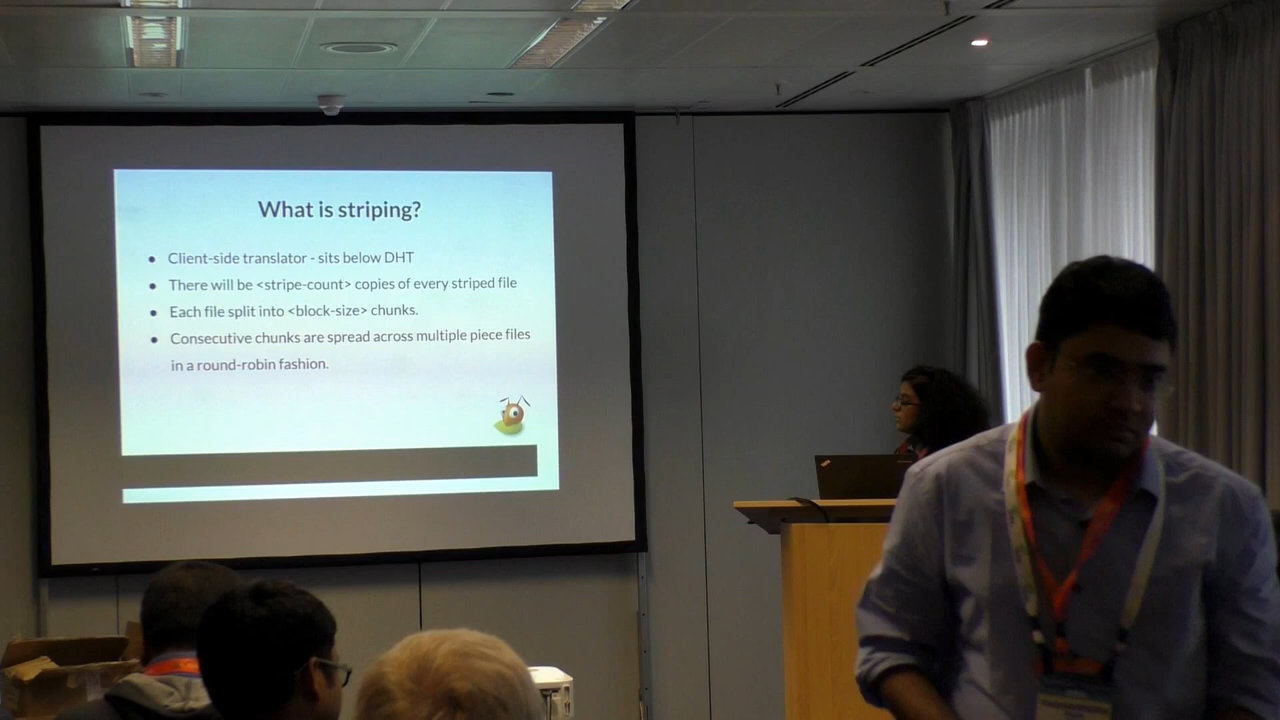 What is striping?
● Client-side translator - sits below DHT
● There will be <stripe-count> copies of every striped file
● Each file split into <block-size> chunks.
● Consecutive chunks are spread across multiple piece files
in a round-robin fashion.